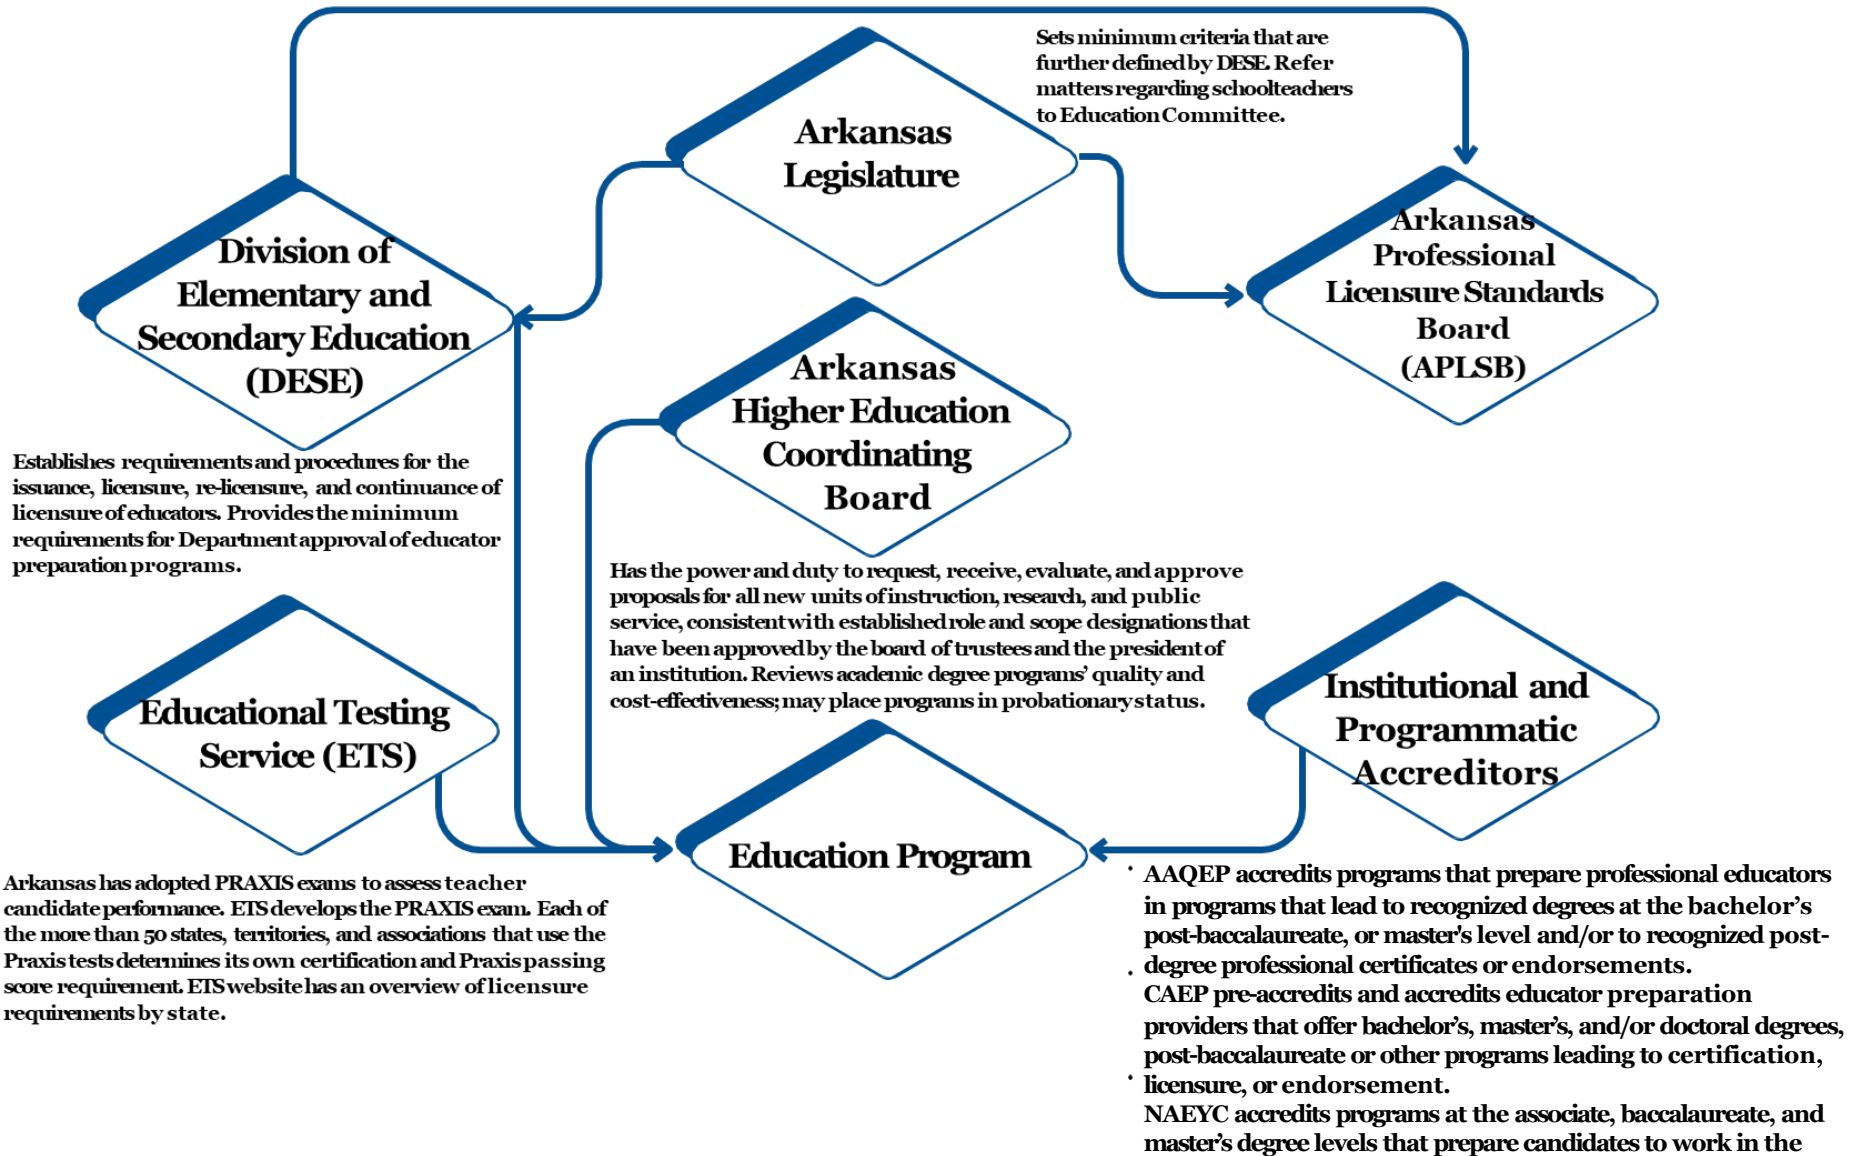 Sets minimum criteria that are
further defined by DESE. Refer
matters regarding schoolteachers
to Education Committee.
Arkansas
Legislature
Division of
Elementary and
Secondary Education
(DESE)
Arkansas
Professional
Licensure Standards
Board
(APLSB)
Arkansas
Higher Education
Coordinating
Board
Establishes requirements and procedures for the
issuance, licensure, re-licensure, and continuance of
licensure of educators. Provides the minimum
requirements for Department approval of educator
preparation programs.
Has the power and duty to request, receive, evaluate, and approve
proposals for all new units of instruction, research, and public
service, consistent with established role and scope designations that
have been approved by the board of trustees and the president of
an institution. Reviews academic degree programs’ quality and
cost-effectiveness; may place programs in probationary status.
Educational Testing
Service (ETS)
Institutional and
Programmatic
Accreditors
Education Program
Arkansas has adopted PRAXIS exams to assess teacher
candidate performance. ETS develops the PRAXIS exam. Each of
the more than 50 states, territories, and associations that use the
Praxis tests determines its own certification and Praxis passing
score requirement. ETS website has an overview of licensure
requirements by state.
• AAQEP accredits programs that prepare professional educators
in programs that lead to recognized degrees at the bachelor’s
post-baccalaureate, or master's level and/or to recognized post-
• degree professional certificates or endorsements.
CAEP pre-accredits and accredits educator preparation
providers that offer bachelor’s, master’s, and/or doctoral degrees,
post-baccalaureate or other programs leading to certification,
• licensure, or endorsement.
NAEYC accredits programs at the associate, baccalaureate, and
master’s degree levels that prepare candidates to work in the